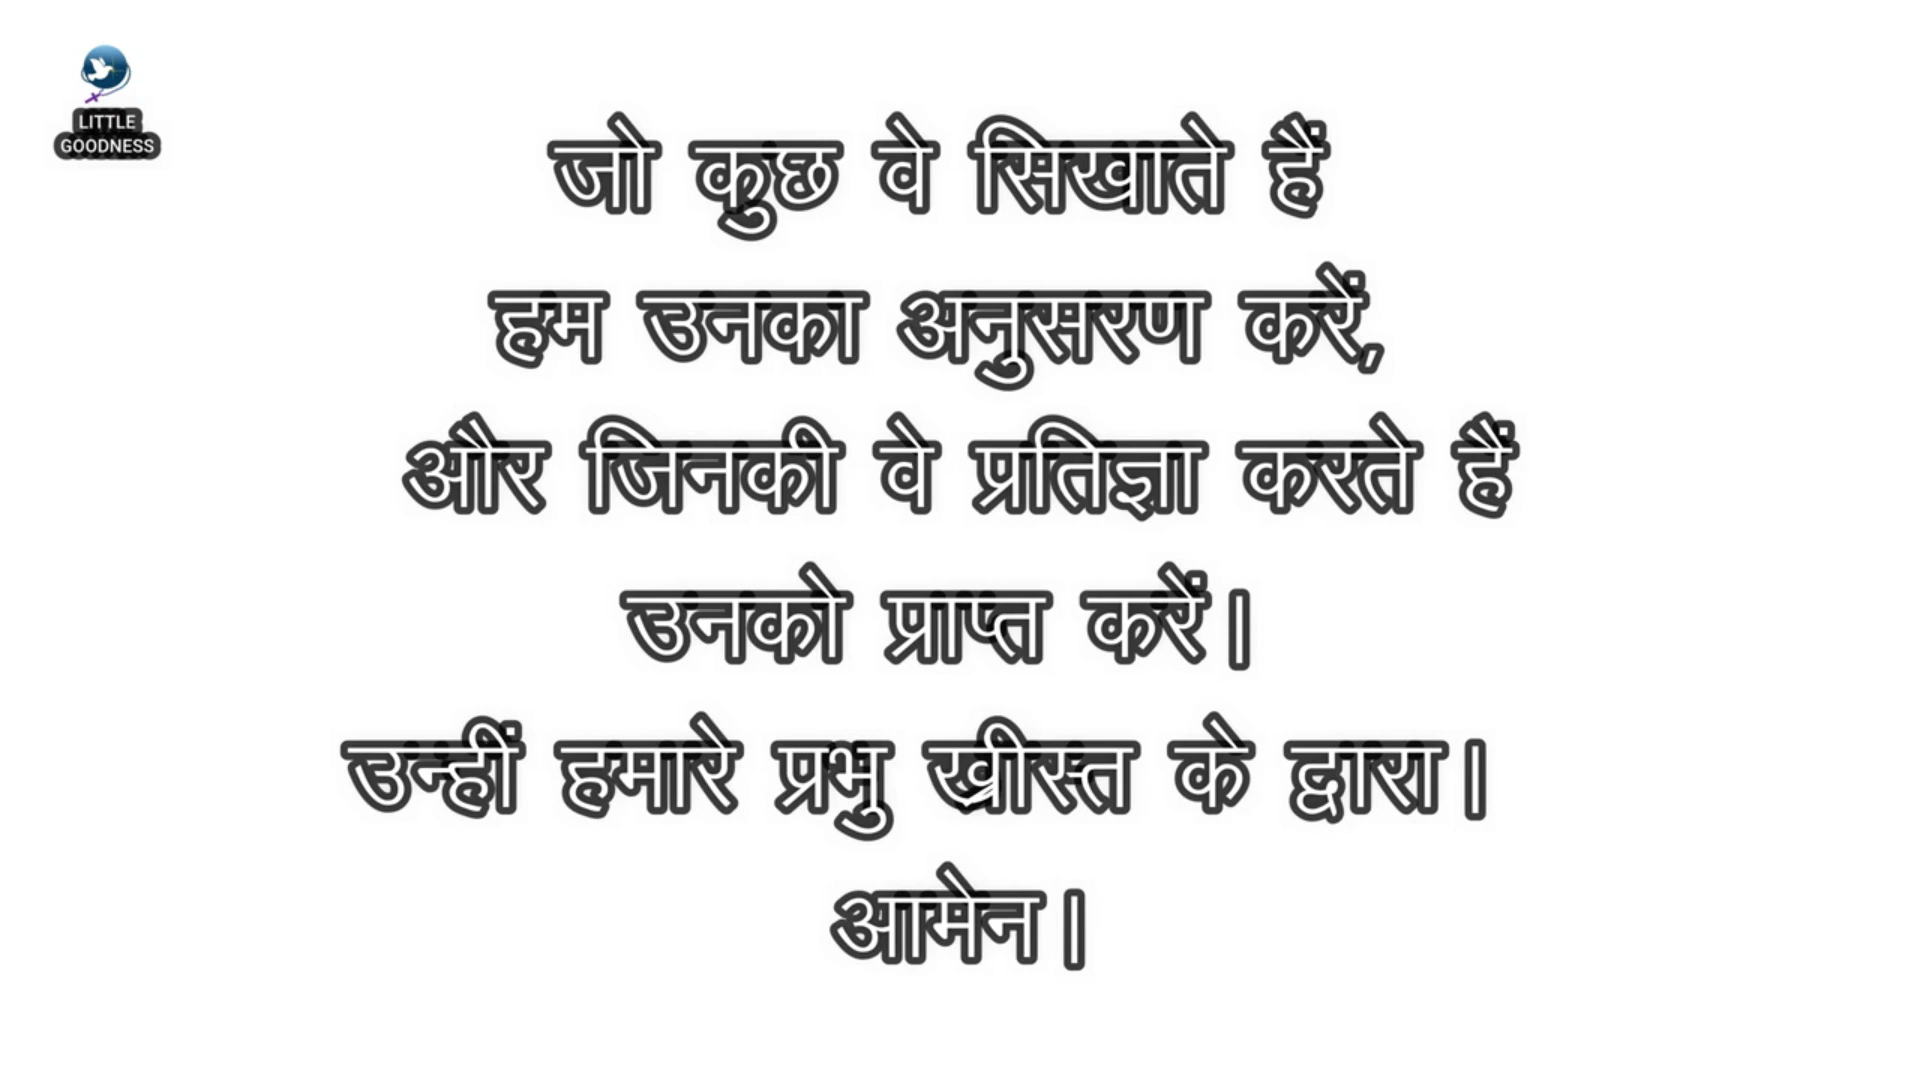 LITTLE
GOODNESS
जो कुछ वे सिखाते हैं
हम उनका अनुसरण करें,
और जिनकी वे प्रतिज्ञा करते हैं
उनको प्राप्त करें।
उन्हीं हमारे प्रभु ख्रीस्त के द्वारा।
आमेन।